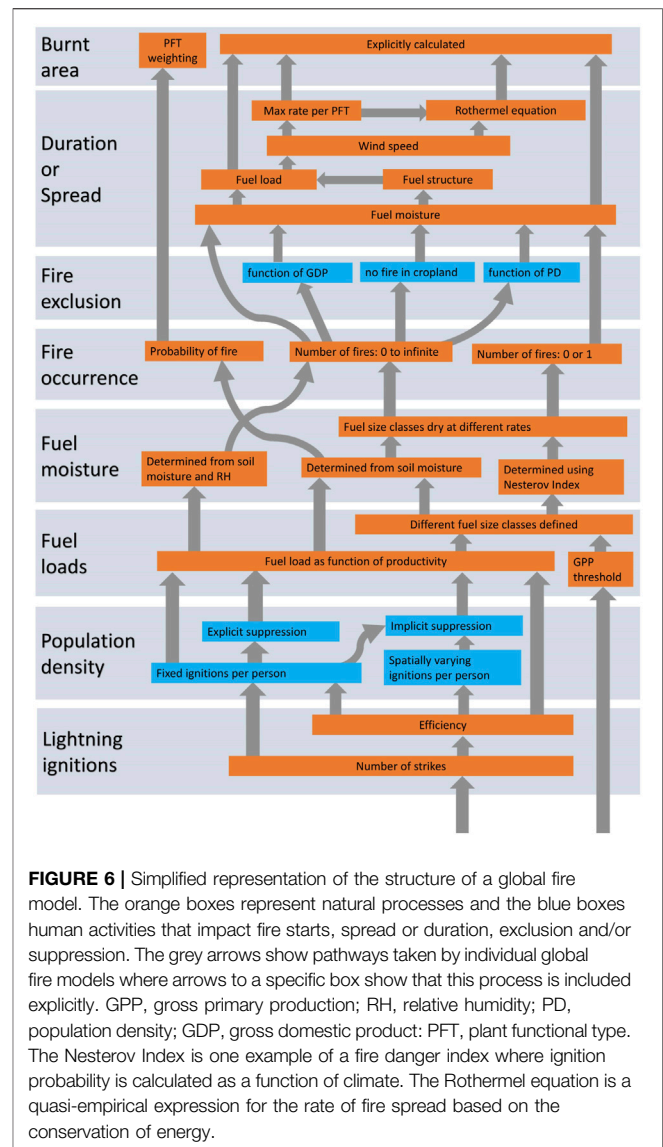 Burnt
area
PFT
weighting
Explicitly calculated
Duration
or
Spread
Max rate per PFT
Rothermel equation
Wind speed
Fuel load
Fuel structure
Fuel moisture
Fire
exclusion
function of GDP
no fire in cropland
function of PD
Fire
occurrence
Probability of fire
Number of fires: 0 to infinite
Number of fires: 0 or 1
Fuel
moisture
Fuel size classes dry at different rates
Determined from soil
moisture and RH
Determined from soil moisture
Determined using
Nesterov Index
Fuel
loads
Different fuel size classes defined
Fuel load as function of productivity
GPP
threshold
Population
density
Explicit suppression
Implicit suppression
Fixed ignitions per person
Spatially varying
ignitions per person
Lightning
ignitions
Efficiency
Number of strikes
FIGURE 6 | Simplified representation of the structure of a global fire
model. The orange boxes represent natural processes and the blue boxes
human activities that impact fire starts, spread or duration, exclusion and/or
suppression. The grey arrows show pathways taken by individual global
fire models where arrows to a specific box show that this process is included
explicitly. GPP, gross primary production; RH, relative humidity; PD,
population density; GDP, gross domestic product: PFT, plant functional type.
The Nesterov Index is one example of a fire danger index where ignition
probability is calculated as a function of climate. The Rothermel equation is a
quasi-empirical expression for the rate of fire spread based on the
conservation of energy.